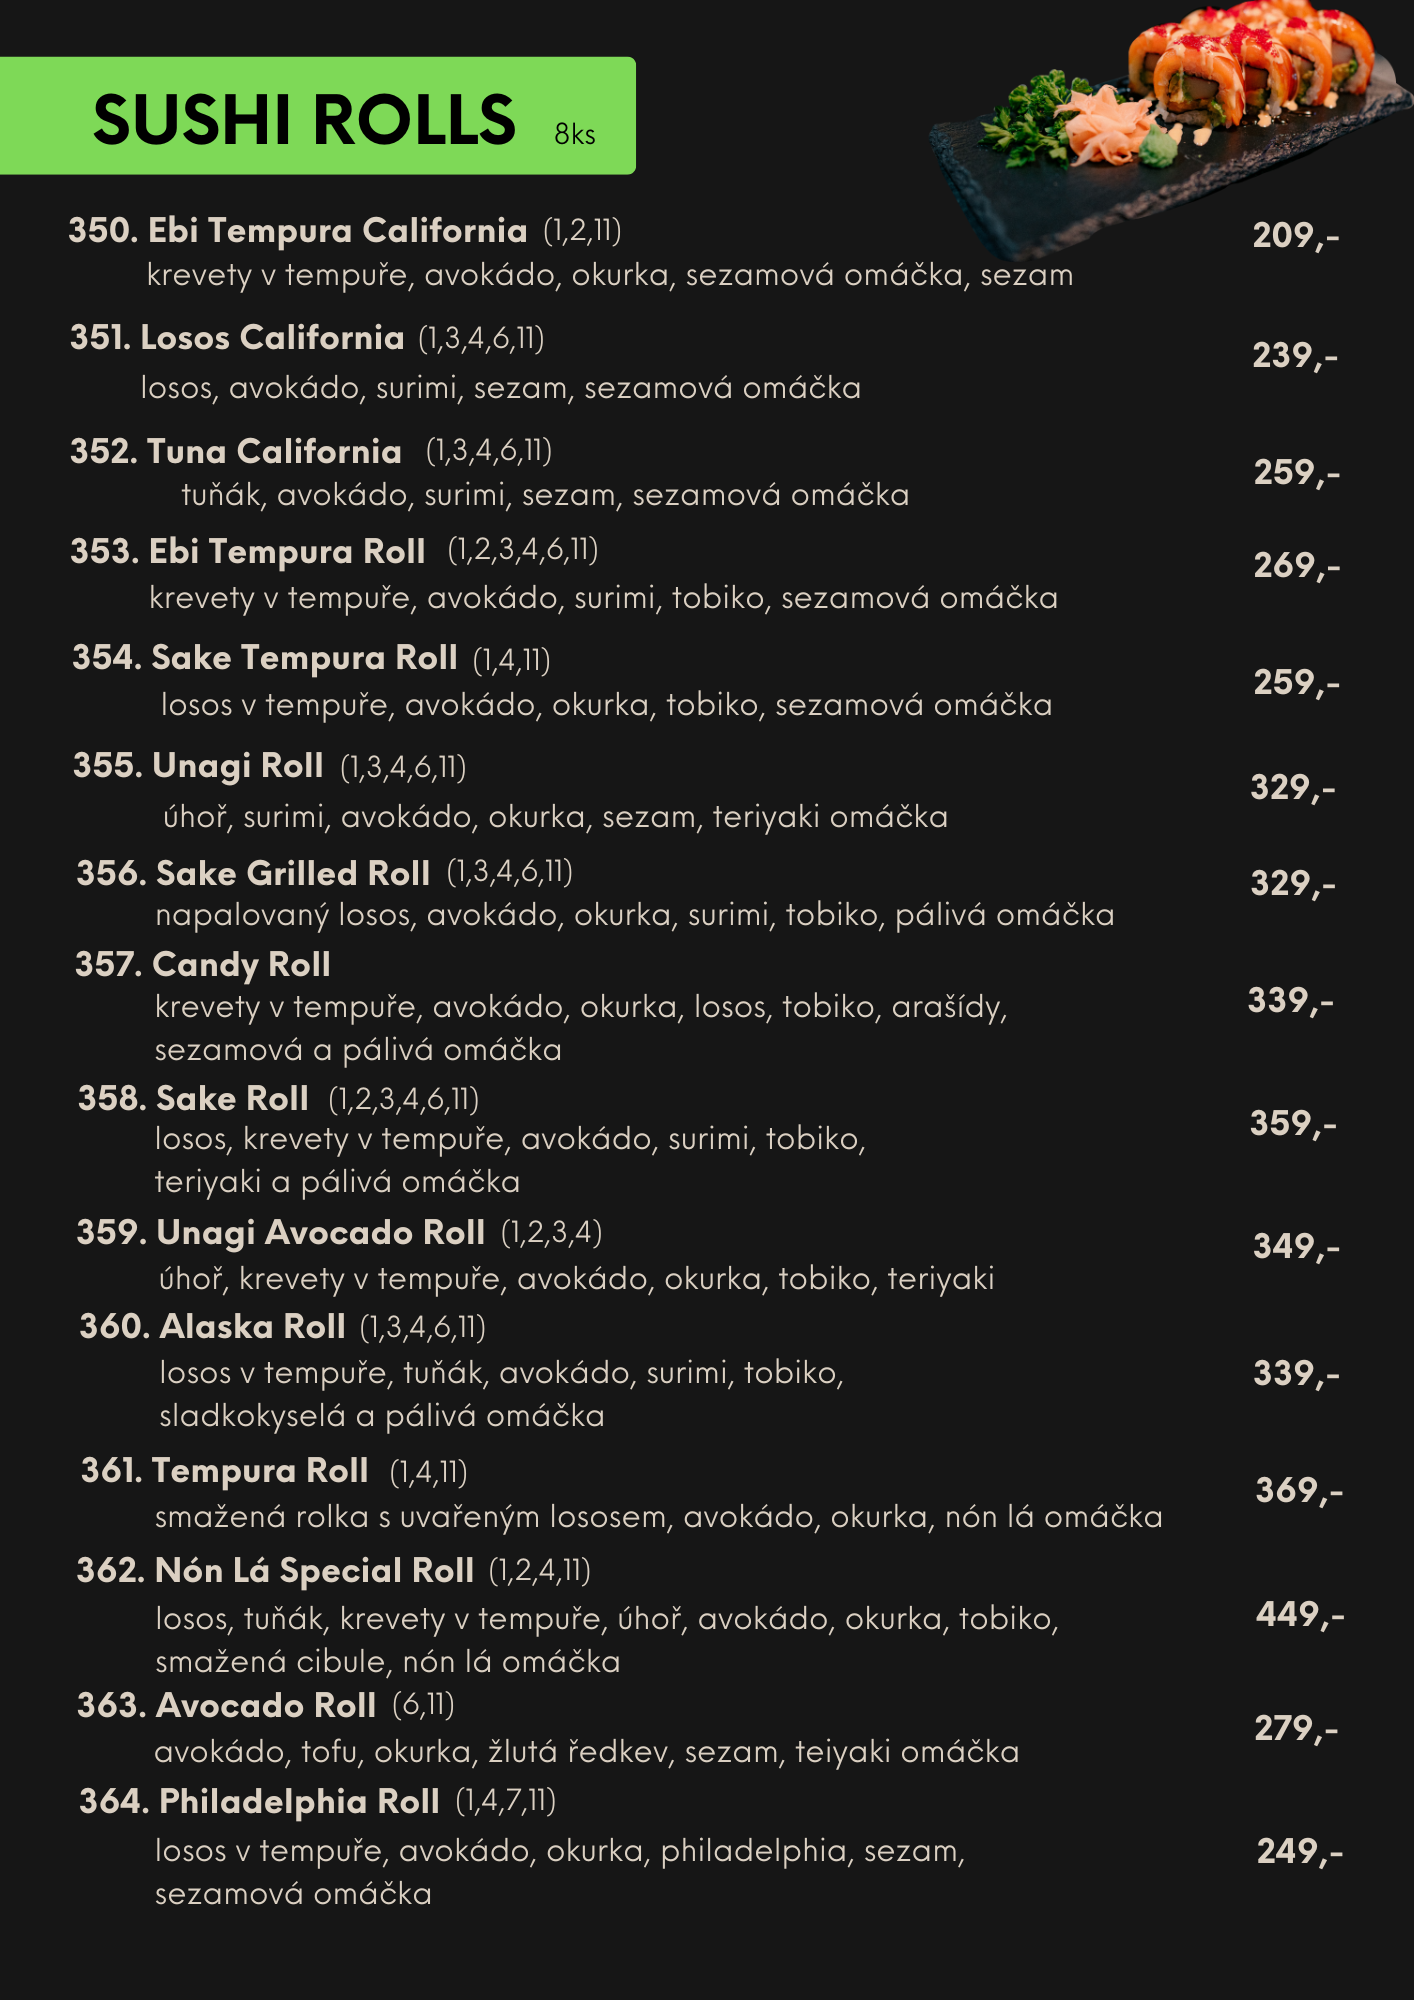 SUSHI ROLLS 8ks
350. Ebi Tempura California (1,2,11) 209,-
krevety v tempuře, avokádo, okurka, sezamová omáčka, sezam
351. Losos California (1,3,4,6,11) 239,-
losos, avokádo, surimi, sezam, sezamová omáčka
352. Tuna California (1,3,4,6,11) 259,-
tuňák, avokádo, surimi, sezam, sezamová omáčka
353. Ebi Tempura Roll (1,2,3,4,6,11) 269,-
krevety v tempuře, avokádo, surimi, tobiko, sezamová omáčka
354. Sake Tempura Roll (1,4,11) 259,-
losos v tempuře, avokádo, okurka, tobiko, sezamová omáčka
355. Unagi Roll (1,3,4,6,11) 329,-
úhoř, surimi, avokádo, okurka, sezam, teriyaki omáčka
356. Sake Grilled Roll (1,3,4,6,11) 329,-
napalovaný losos, avokádo, okurka, surimi, tobiko, pálivá omáčka
357. Candy Roll 339,-
krevety v tempuře, avokádo, okurka, losos, tobiko, arašídy,
sezamová a pálivá omáčka
358. Sake Roll (1,2,3,4,6,11) 359,-
losos, krevety v tempuře, avokádo, surimi, tobiko,
teriyaki a pálivá omáčka
359. Unagi Avocado Roll (1,2,3,4) 349,-
úhoř, krevety v tempuře, avokádo, okurka, tobiko, teriyaki
360. Alaska Roll (1,3,4,6,11) 339,-
losos v tempuře, tuňák, avokádo, surimi, tobiko,
sladkokyselá a pálivá omáčka
361. Tempura Roll (1,4,11) 369,-
smažená rolka s uvařeným lososem, avokádo, okurka, nón lá omáčka
362. Nón Lá Special Roll (1,2,4,11) 449,-
losos, tuňák, krevety v tempuře, úhoř, avokádo, okurka, tobiko,
smažená cibule, nón lá omáčka
363. Avocado Roll (6,11) 279,-
avokádo, tofu, okurka, žlutá ředkev, sezam, teiyaki omáčka
364. Philadelphia Roll (1,4,7,11) 249,-
losos v tempuře, avokádo, okurka, philadelphia, sezam,
sezamová omáčka